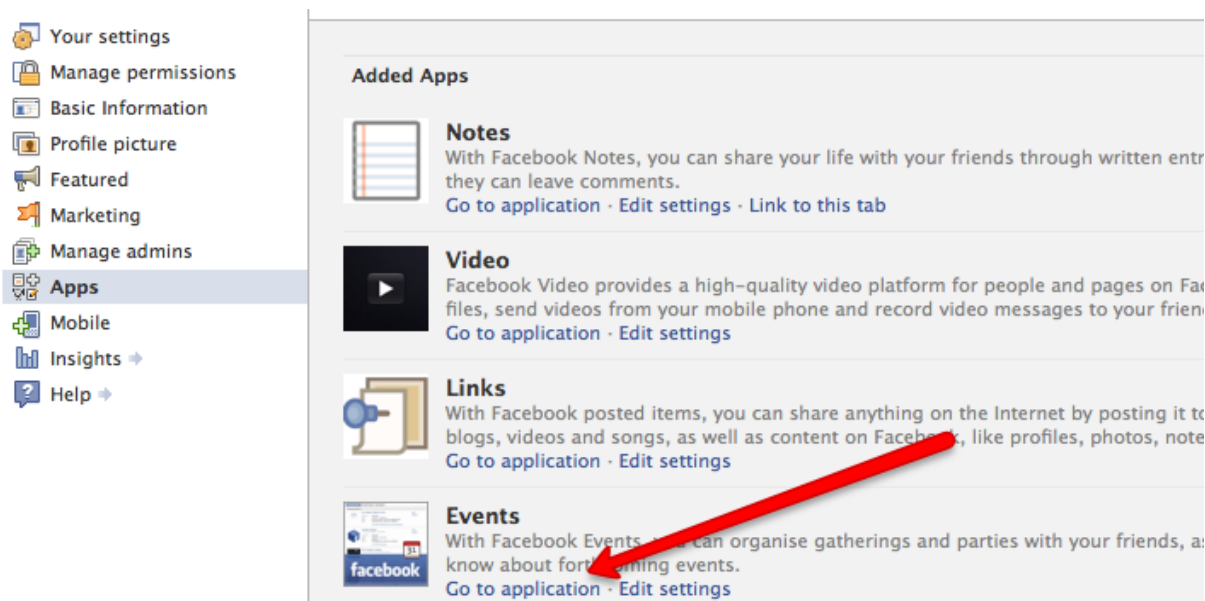 Your settings
Manage permissions
Basic Information
Profile picture
Featured
Marketing
Manage admins
Apps
Mobile
Insights
Help
Added Apps
Notes
With Facebook Notes, you can share your life with your friends through written
they can leave comments.
Go to application · Edit settings · Link to this tab
Video
Facebook Video provides a high-quality video platform for people and pages on
files, send videos from your mobile phone and record video messages to your
Go to application · Edit settings
Links
With Facebook posted items, you can share anything on the Internet by posting it to
blogs, videos and songs, as well as content on Facebook, like profiles, photos,
Go to application · Edit settings
31
facebook
Events
With Facebook Events, you can organise gatherings and parties with your friends,
know about forthcoming events.
Go to application · Edit settings